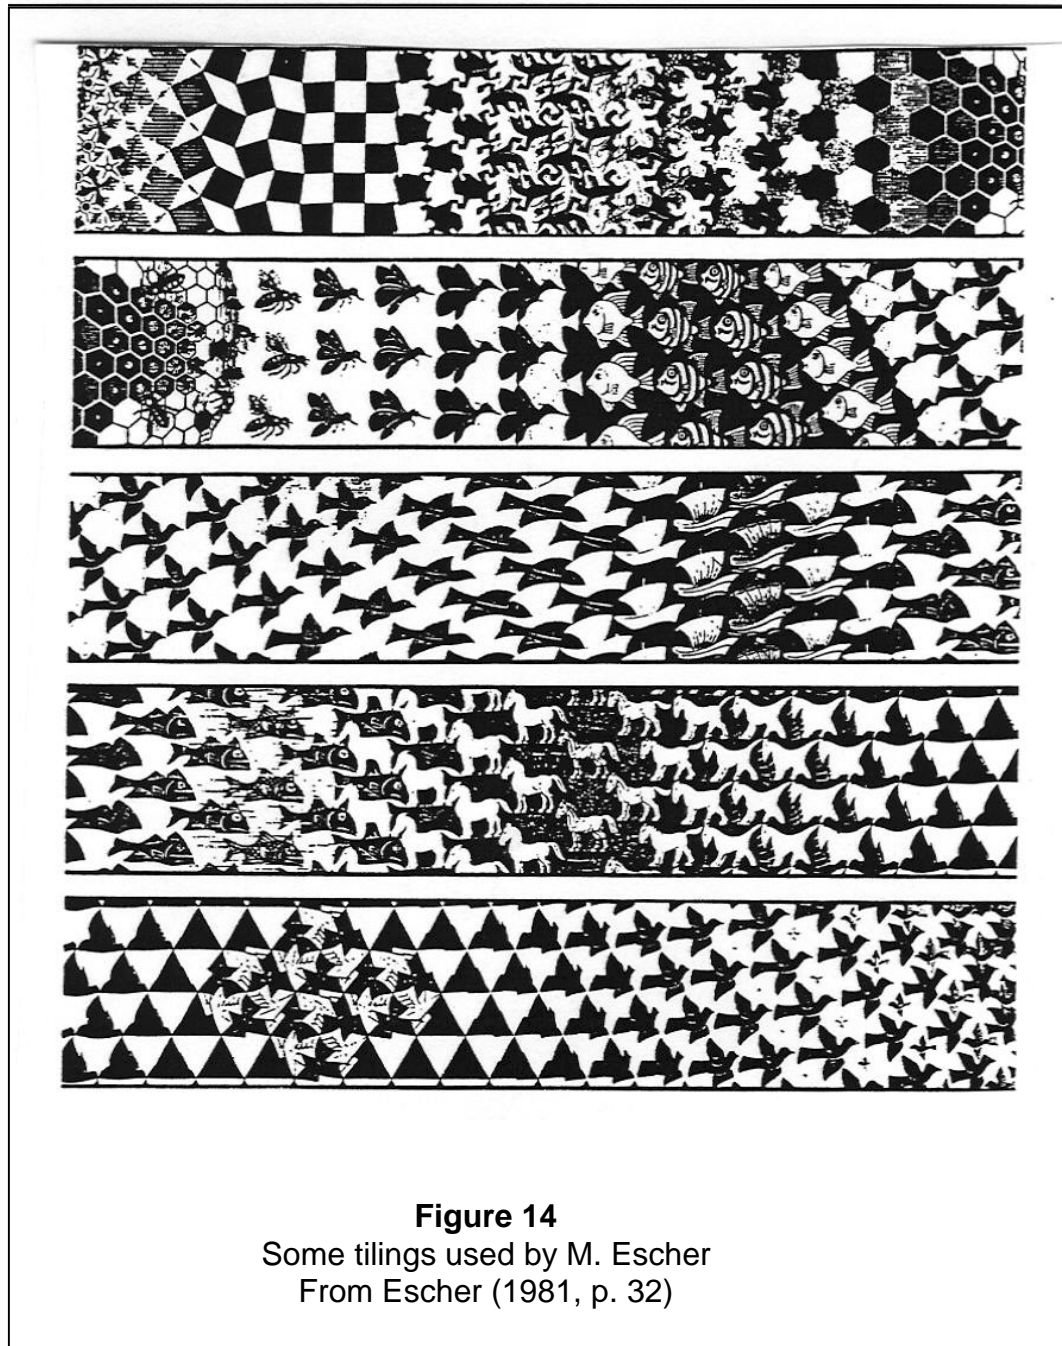 Figure 14
Some tilings used by M. Escher
From Escher (1981, p. 32)